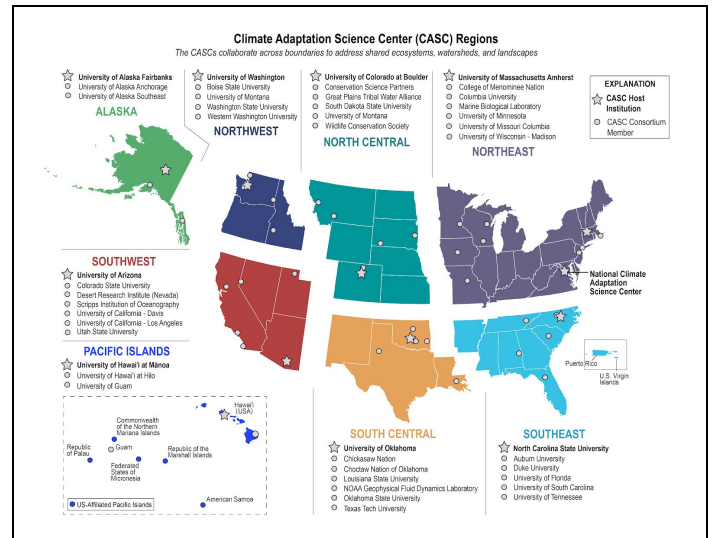 Climate Adaptation Science Center (CASC) Regions
The CASCs collaborate across boundaries to address shared ecosystems, watersheds, and landscapes
University of Alaska Fairbanks
University of Alaska Anchorage
University of Alaska Southeast
ALASKA
University of Washington
Boise State University
University of Montana
Washington State University
Western Washington University
NORTHWEST
University of Colorado at Boulder
Conservation Science Partners
Great Plains Tribal Water Alliance
South Dakota State University
University of Montana
Wildlife Conservation Society
NORTH CENTRAL
University of Massachusetts Amherst
College of Menominee Nation
Columbia University
Marine Biological Laboratory
University of Minnesota
University of Missouri Columbia
University of Wisconsin - Madison
NORTHEAST
EXPLANATION
CASC Host
Institution
CASC Consortium
Member
National Climate
Adaptation
Science Center
SOUTHWEST
University of Arizona
Colorado State University
Desert Research Institute (Nevada)
Scripps Institution of Oceanography
University of California - Davis
University of California - Los Angeles
Utah State University
PACIFIC ISLANDS
University of Hawai'i at Mānoa
University of Hawai'i at Hilo
University of Guam
Hawai'i
(USA)
Commonwealth
of the Northern
Mariana Islands
Guam
Republic
of Palau
Federated
States of
Micronesia
Republic of the
Marshall Islands
American Samoa
US-Affiliated Pacific Islands
SOUTH CENTRAL
University of Oklahoma
Chickasaw Nation
Choctaw Nation of Oklahoma
Louisiana State University
NOAA Geophysical Fluid Dynamics Laboratory
Oklahoma State University
Texas Tech University
Puerto Rico
U.S. Virgin
Islands
SOUTHEAST
North Carolina State University
Auburn University
Duke University
University of Florida
University of South Carolina
University of Tennessee